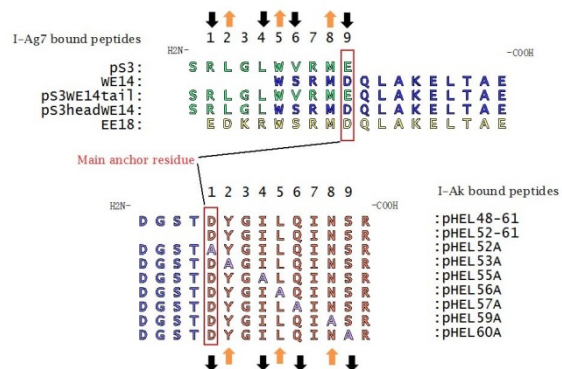 I-Ag7 bound peptides
1 2 3 4 5 6 7 8 9
H2N- -COOH
pS3: S R L G L W V R M E
WE14: W S R M D Q L A K E L T A E
pS3WE14tail: S R L G L W V R M E Q L A K E L T A E
pS3headWE14: S R L G L W S R M D Q L A K E L T A E
EE18: E D K R W S R M D Q L A K E L T A E
Main anchor residue
1 2 3 4 5 6 7 8 9 I-Ak bound peptides
H2N- -COOH
D G S T D Y G I L Q I N S R :pHEL48-61
D Y G I L Q I N S R :pHEL52-61
D G S T A Y G I L Q I N S R :pHEL52A
D G S T D A G I L Q I N S R :pHEL53A
D G S T D Y G A L Q I N S R :pHEL55A
D G S T D Y G I A Q I N S R :pHEL56A
D G S T D Y G I L A I N S R :pHEL57A
D G S T D Y G I L Q I A S R :pHEL59A
D G S T D Y G I L Q I N A R :pHEL60A